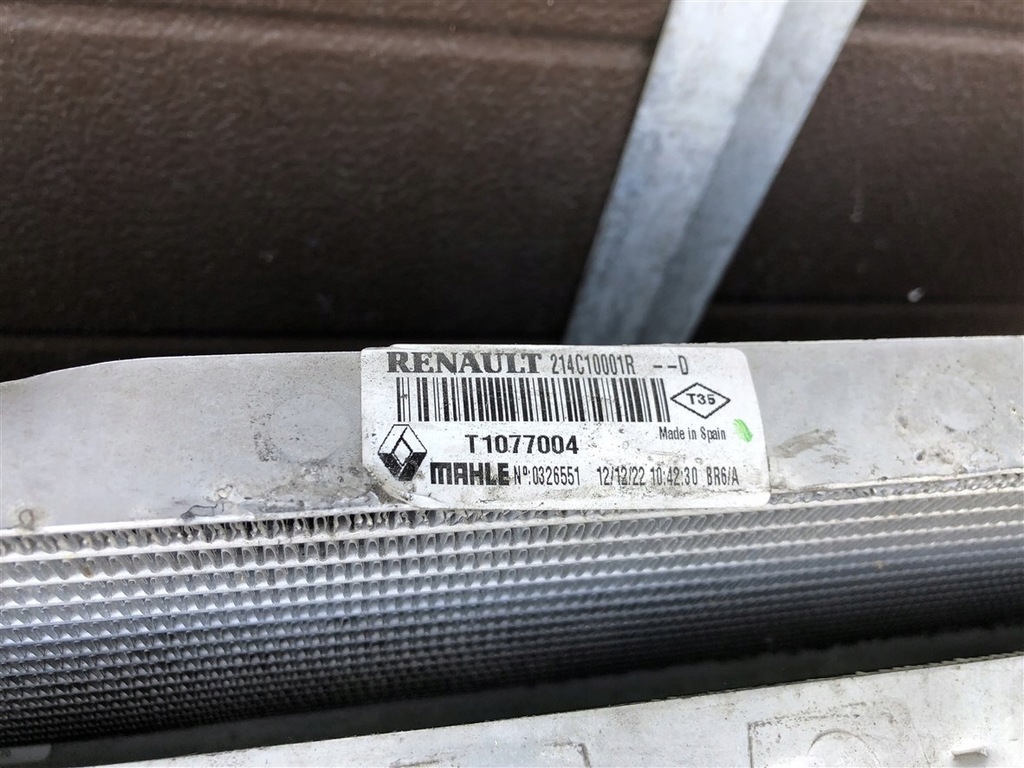 RENAULT 214C10001R --D
T35
T1077004 Made in Spain
MAHLE Nº:0326551 12/12/22 10:42:30 BR6/A